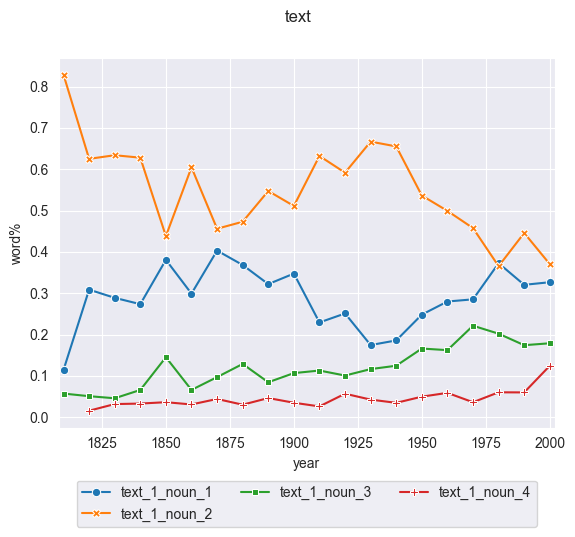 text
0.8
0.7
0.6
0.5
0.4
0.3
0.2
0.1
0.0
word%
1825 1850 1875 1900 1925 1950 1975 2000
year
text_1_noun_1 text_1_noun_3 text_1_noun_4
text_1_noun_2